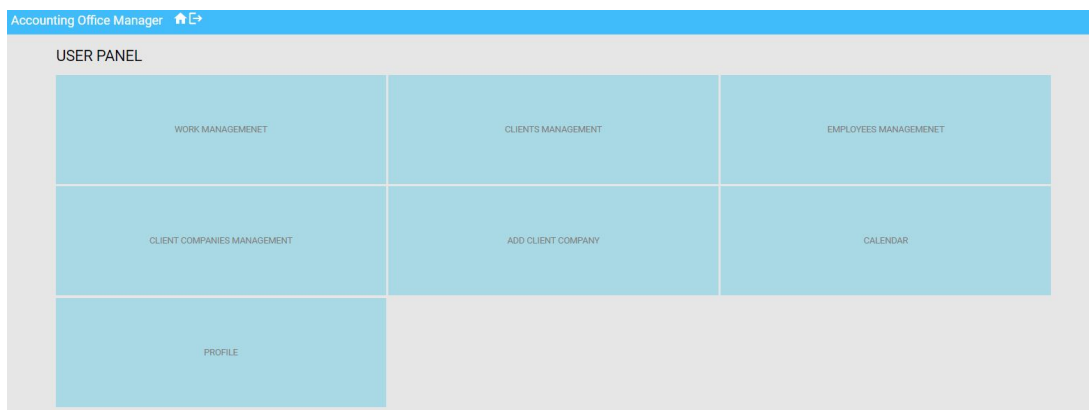 Accounting Office Manager
USER PANEL
WORK MANAGEMENET
CLIENTS MANAGEMENT
EMPLOYEES MANAGEMENET
CLIENT COMPANIES MANAGEMENT
ADD CLIENT COMPANY
CALENDAR
PROFILE